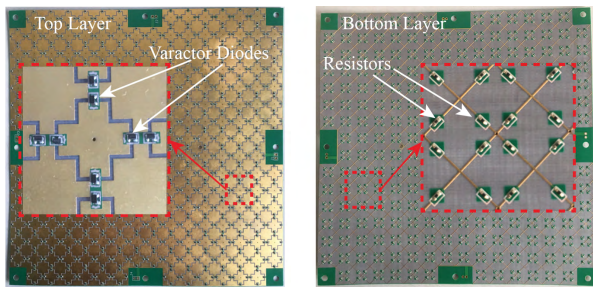 Top Layer
Varactor Diodes
Bottom Layer
Resistors